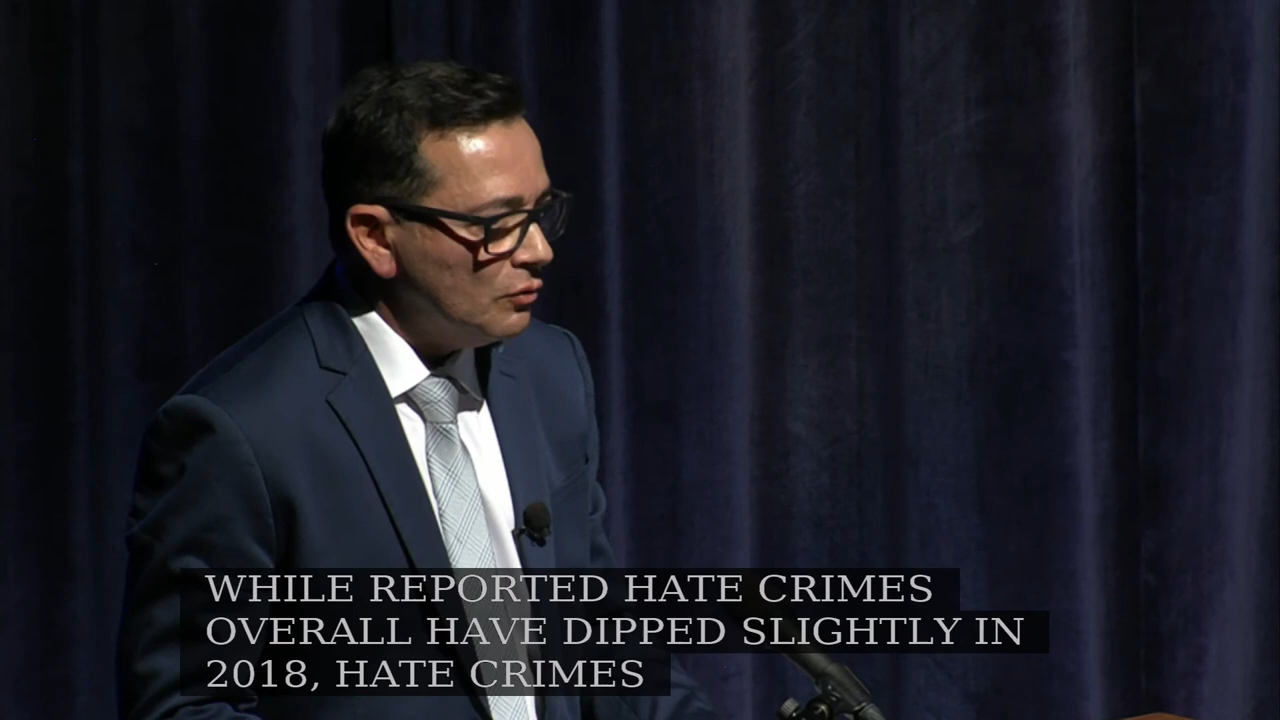 WHILE REPORTED HATE CRIMES
OVERALL HAVE DIPPED SLIGHTLY IN
2018, HATE CRIMES